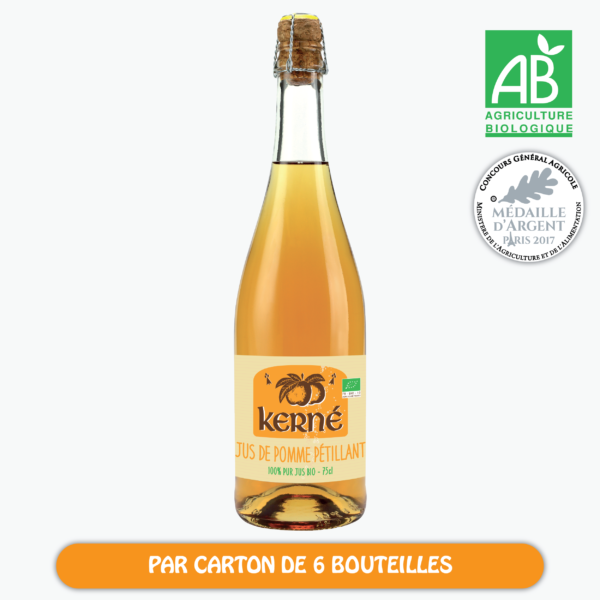 AB
AGRICULTURE
BIOLOGIQUE
CONCOURS GÉNÉRAL AGRICOLE
MÉDAILLE
D'ARGENT
PARIS 2017
MINISTÈRE DE L'AGRICULTURE ET DE L'ALIMENTATION
KERNÉ
JUS DE POMME PÉTILLANT
100% PUR JUS BIO - 75cl
PAR CARTON DE 6 BOUTEILLES